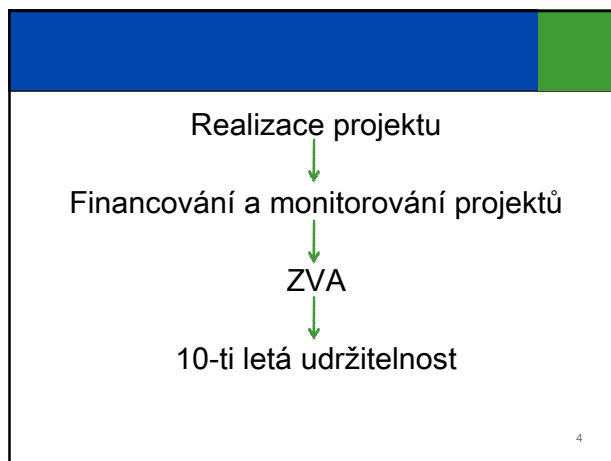 Realizace projektu
Financování a monitorování projektů
ZVA
10-ti letá udržitelnost
4